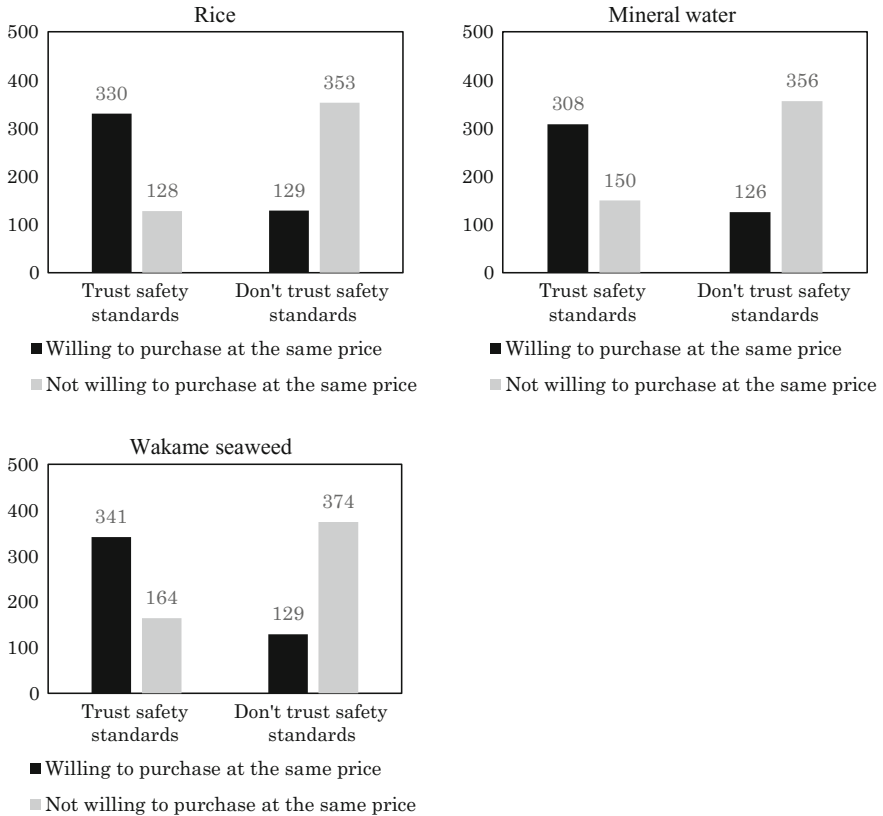 Rice
500
400
300
200
100
0
330
128
129
353
Trust safety
standards
Don't trust safety
standards
■ Willing to purchase at the same price
■ Not willing to purchase at the same price
Mineral water
500
400
300
200
100
0
308
150
126
356
Trust safety
standards
Don't trust safety
standards
■ Willing to purchase at the same price
■ Not willing to purchase at the same price
Wakame seaweed
500
400
300
200
100
0
341
164
129
374
Trust safety
standards
Don't trust safety
standards
■ Willing to purchase at the same price
■ Not willing to purchase at the same price